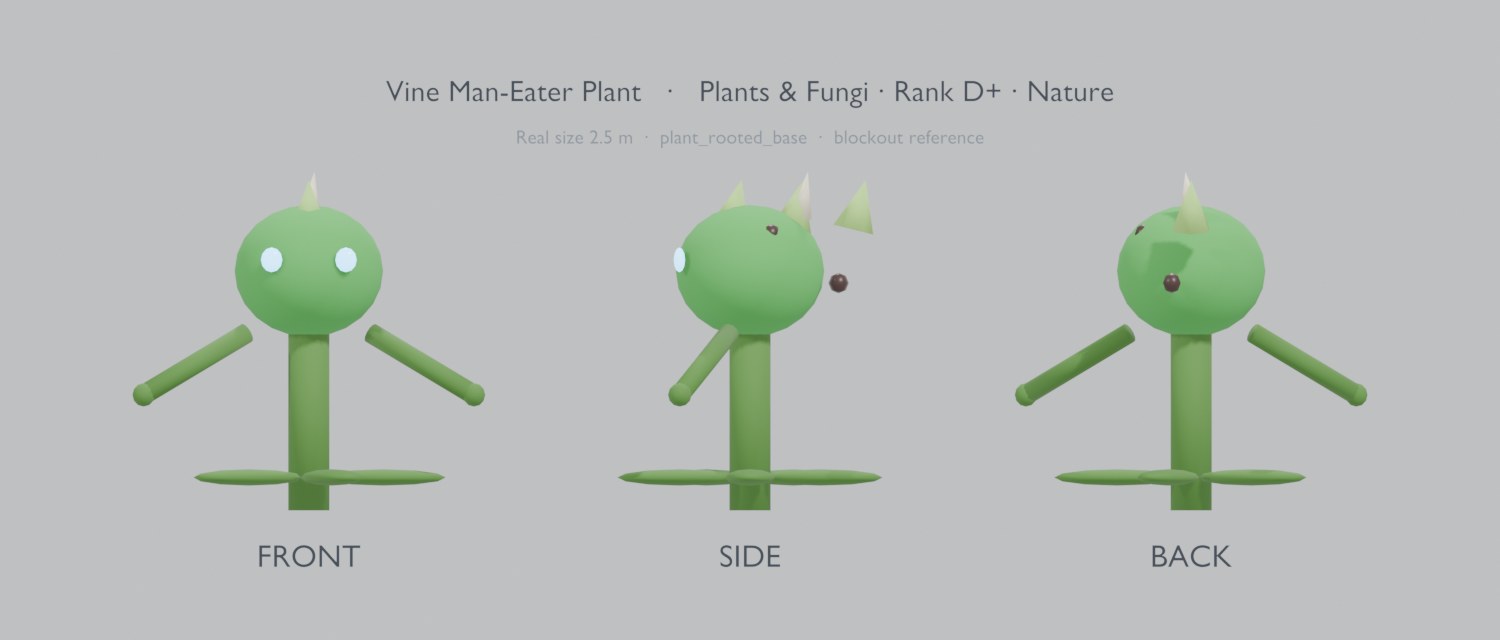 Vine Man-Eater Plant · Plants & Fungi · Rank D+ · Nature
Real size 2.5 m · plant_rooted_base · blockout reference
FRONT
SIDE
BACK